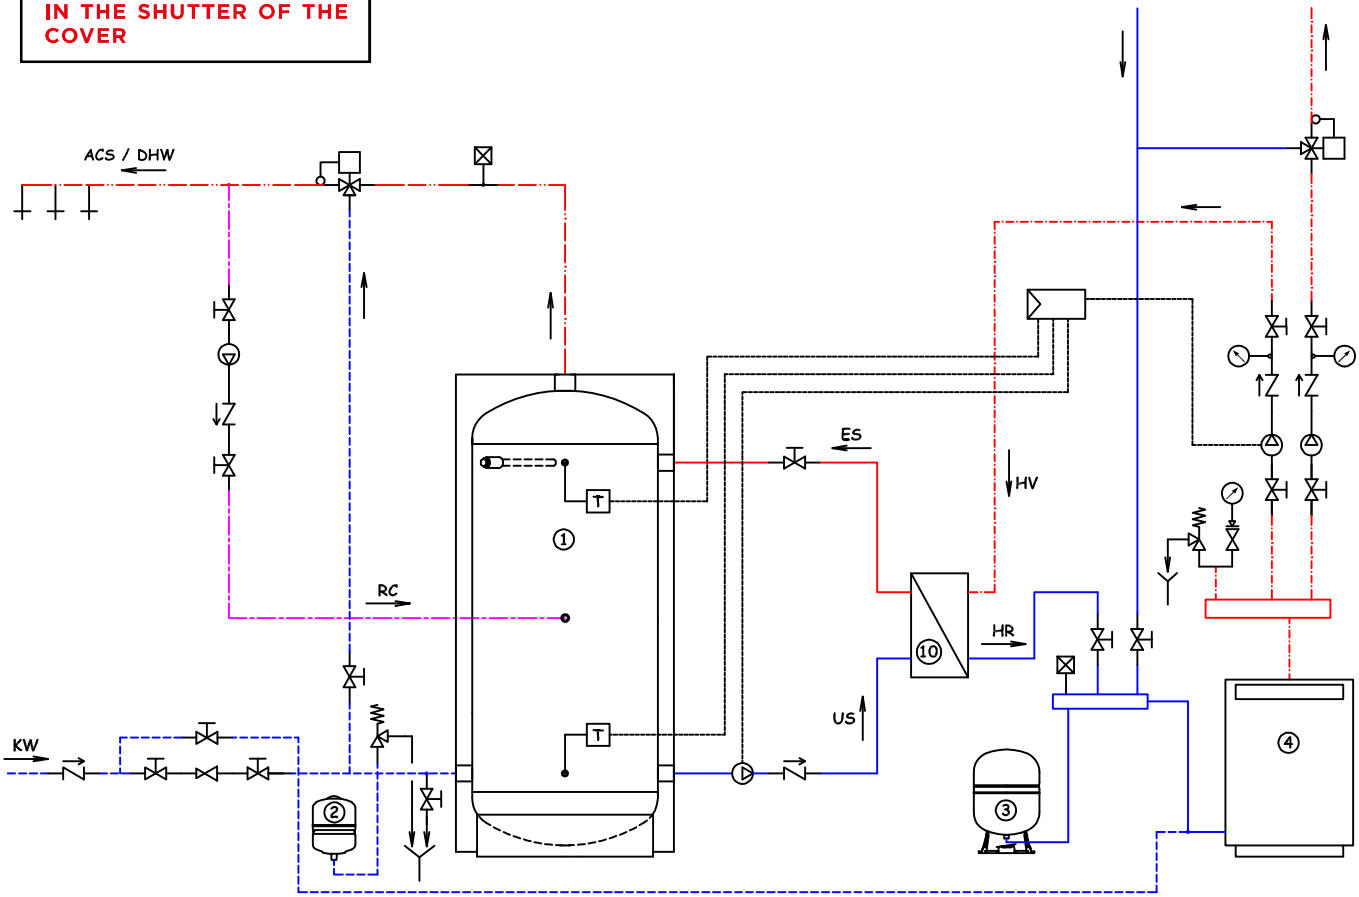 IN THE SHUTTER OF THE
COVER
ACS / DHW
ES
HV
T
1
RC
HR
10
US
T
KW
2
3
4